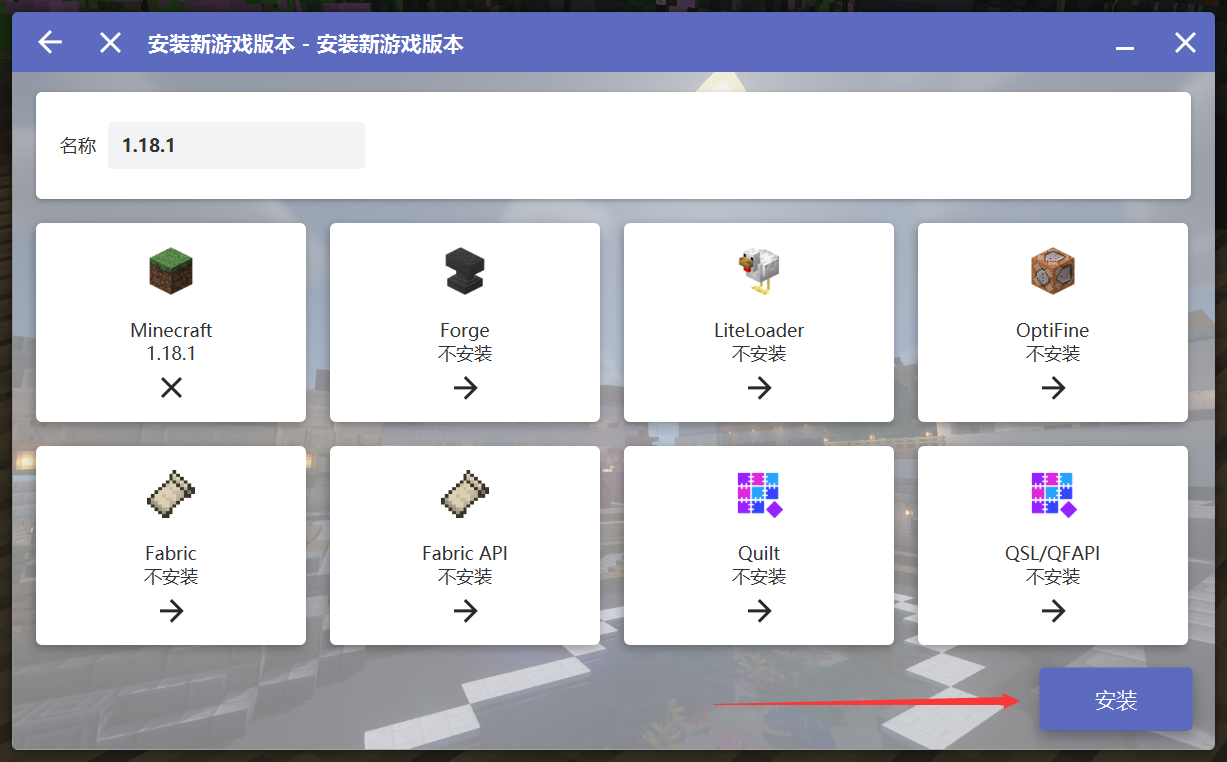 安装新游戏版本 - 安装新游戏版本
名称 1.18.1
Minecraft
1.18.1
Forge
不安装
LiteLoader
不安装
OptiFine
不安装
Fabric
不安装
Fabric API
不安装
Quilt
不安装
QSL/QFAPI
不安装
安装